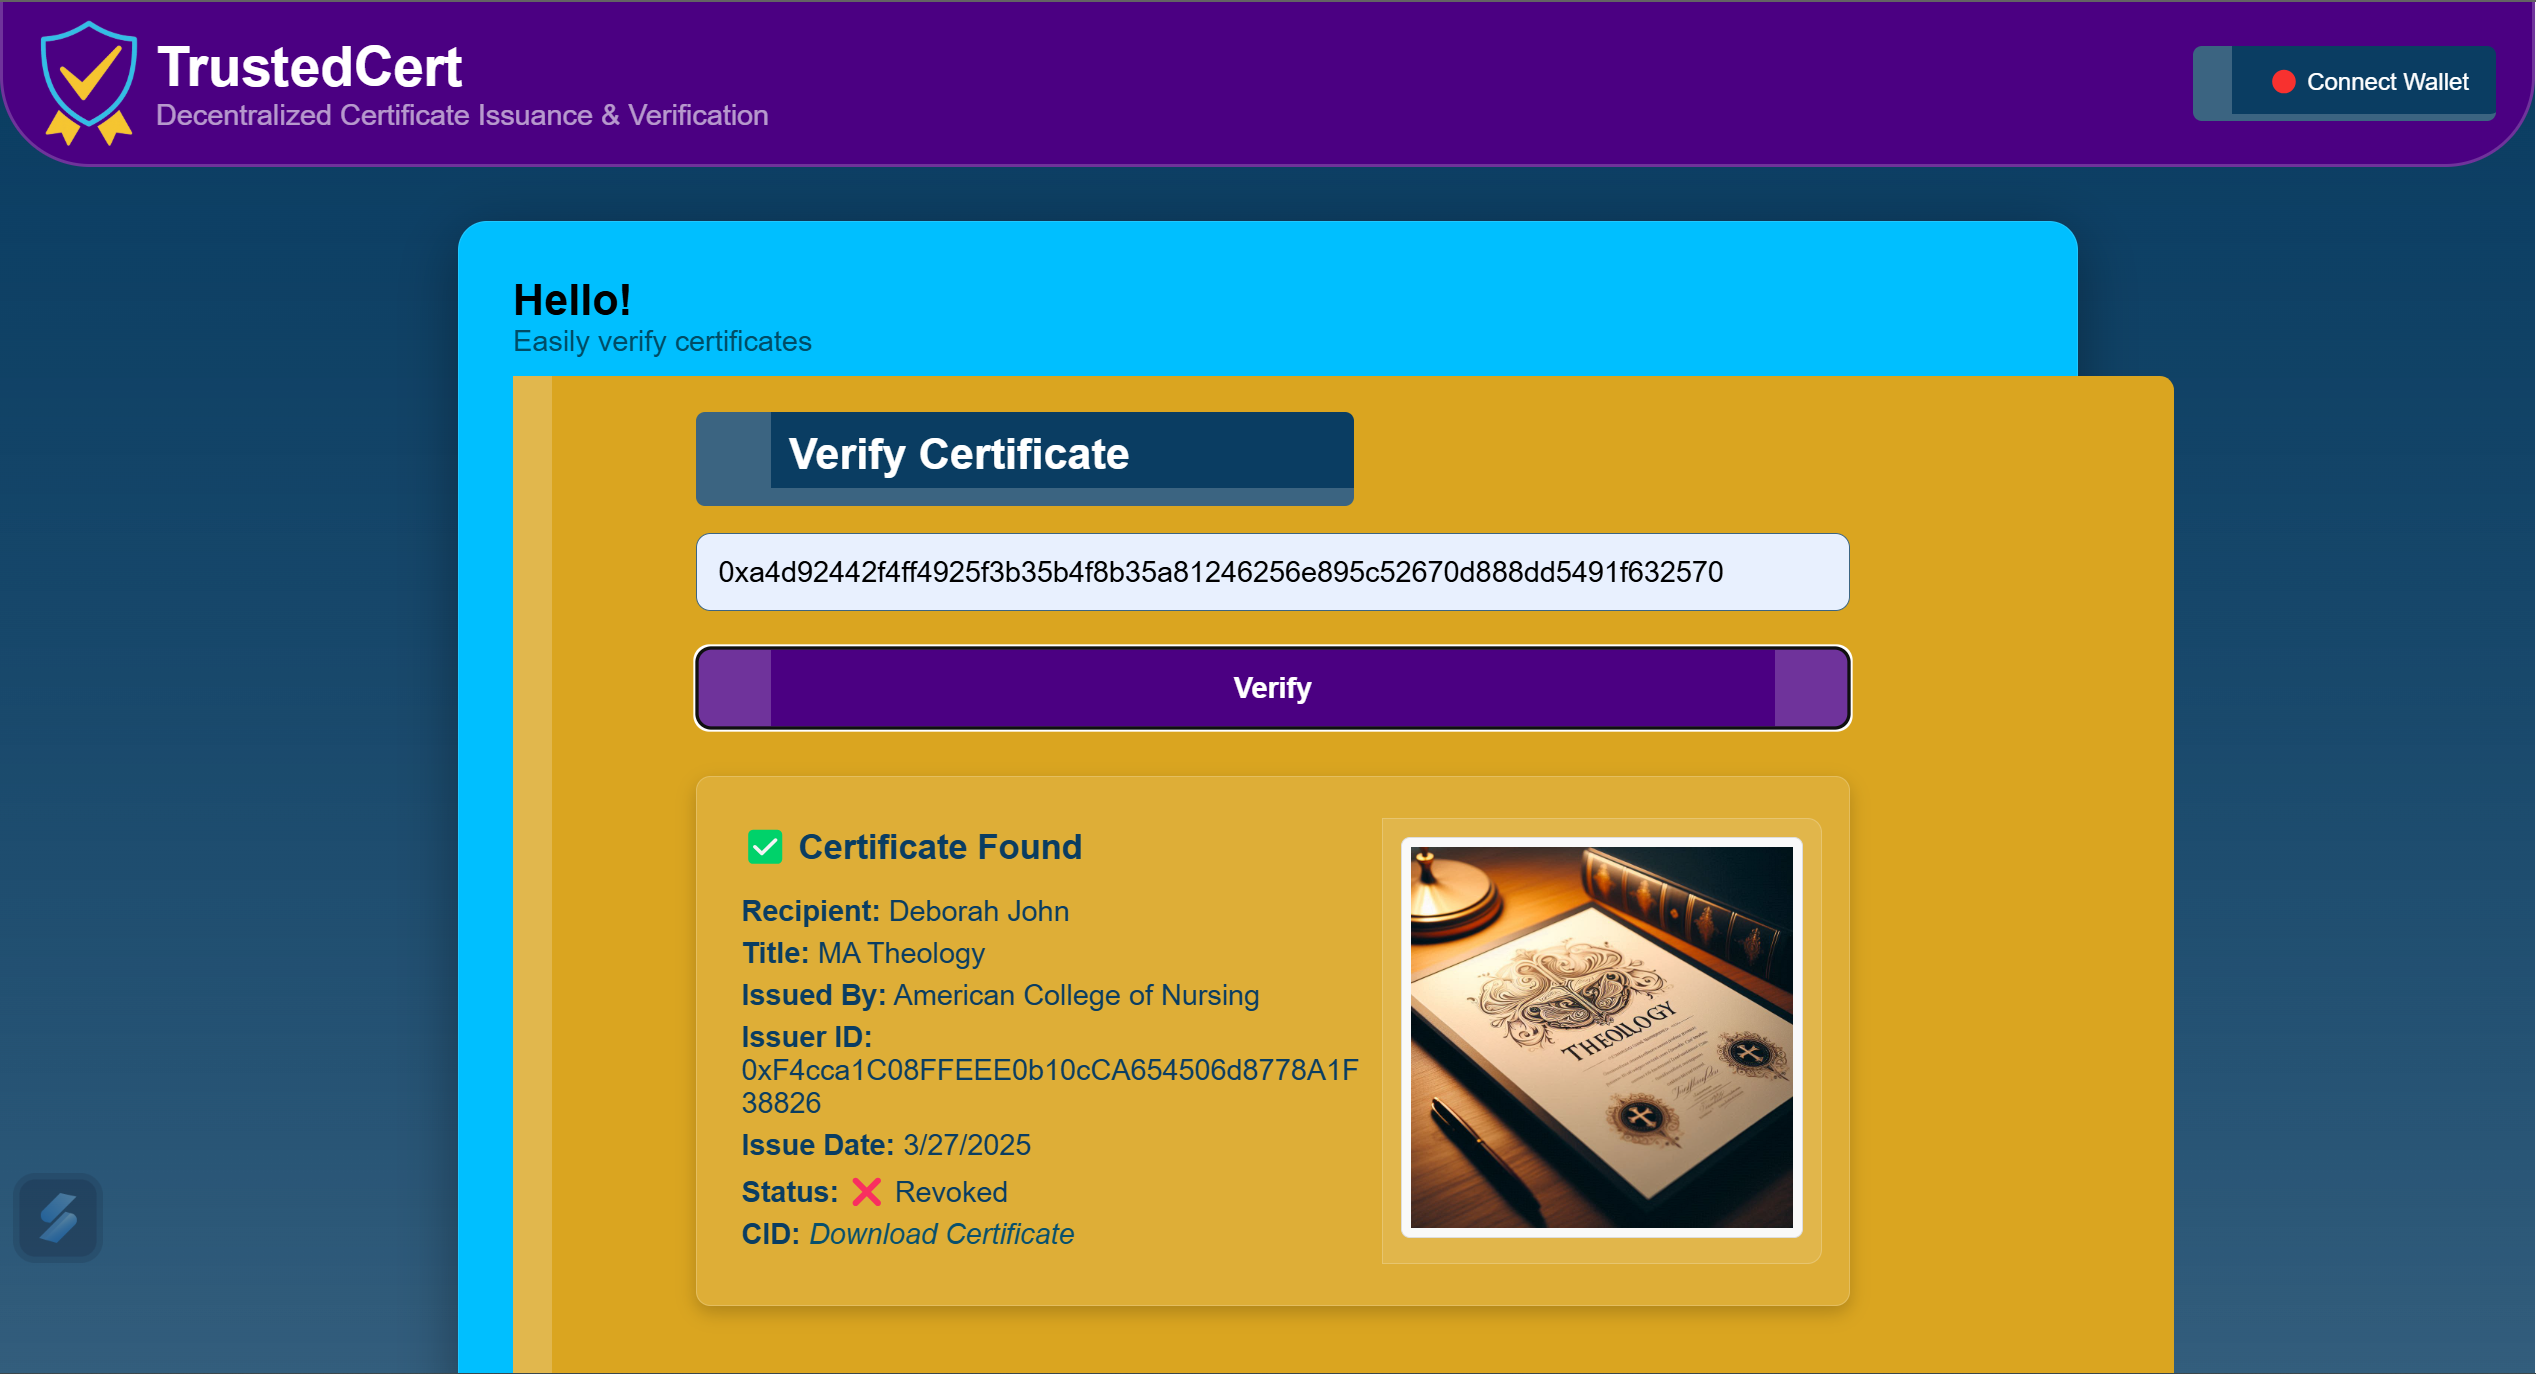 TrustedCert
Decentralized Certificate Issuance & Verification
Connect Wallet
Hello!
Easily verify certificates
Verify Certificate
0xa4d92442f4ff4925f3b35b4f8b35a81246256e895c52670d888dd5491f632570
Verify
Certificate Found
Recipient: Deborah John
Title: MA Theology
Issued By: American College of Nursing
Issuer ID:
0xF4cca1C08FFEEE0b10cCA654506d8778A1F
38826
Issue Date: 3/27/2025
Status: ❌ Revoked
CID: Download Certificate